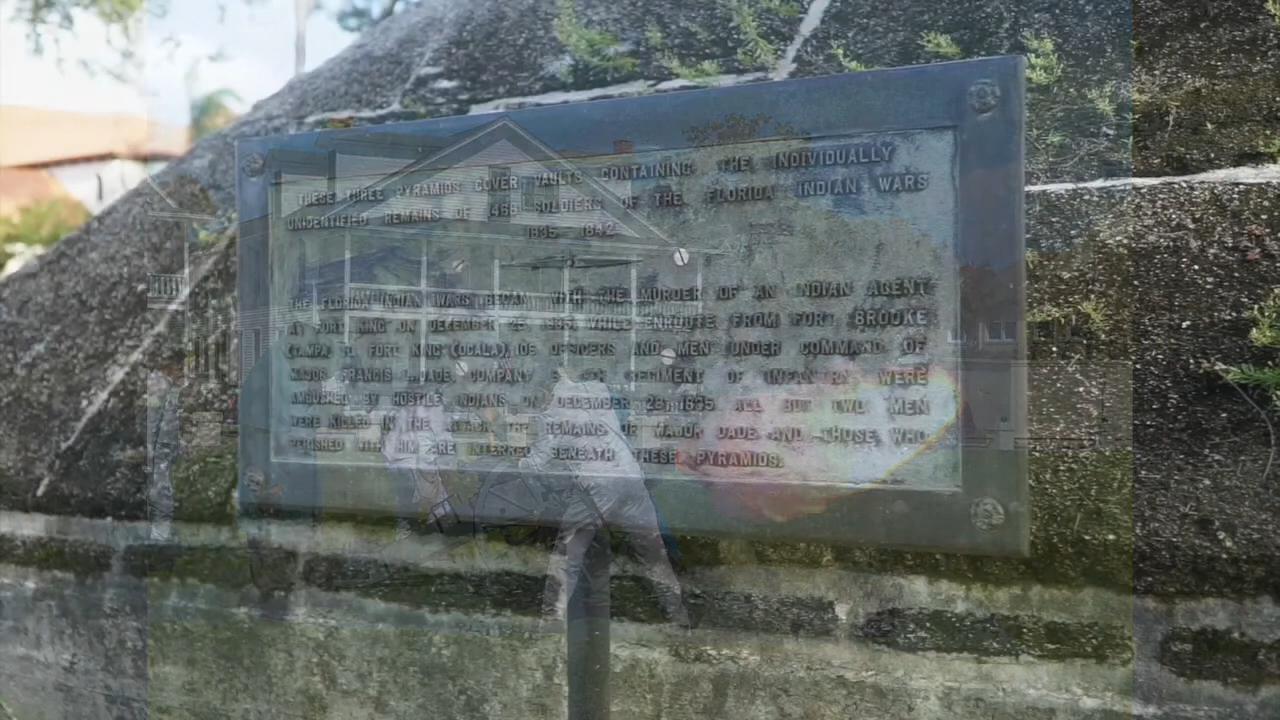 THESE THREE PYRAMIDS COVER VAULTS CONTAINING THE INDIVIDUALLY
UNIDENTIFIED REMAINS OF 1468 SOLDIERS OF THE FLORIDA INDIAN WARS
1835 1842
THE FLORIDA INDIAN WARS BEGAN WITH THE MURDER OF AN INDIAN AGENT
AT FORT KING ON DECEMBER 28, 1835. WHILE ENROUTE FROM FORT BROOKE
(TAMPA) TO FORT KING (OCALA), OFFICERS AND MEN UNDER COMMAND OF
MAJOR FRANCIS L. DADE, COMPANY REGIMENT OF INFANTRY WERE
AMBUSHED BY HOSTILE INDIANS ON DECEMBER 28, 1835 ALL BUT TWO MEN
WERE KILLED IN THE ATTACK. THE REMAINS OF MAJOR DADE AND THOSE WHO
PERISHED WITH HIM ARE INTERRED BENEATH THESE PYRAMIDS.